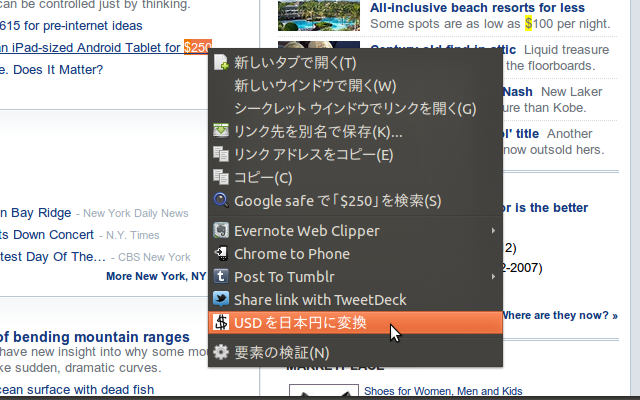 can be controlled just by thinking.
615 for pre-internet ideas
an iPad-sized Android Tablet for $250
e. Does It Matter?
n Bay Ridge - New York Daily News
ts Down Concert - N.Y. Times
test Day Of The… - CBS New York
More New York, NY
of bending mountain ranges
have new insight into why some mou
ke sudden, dramatic curves.
cean surface with dead fish
新しいタブで開く(T)
新しいウインドウで開く(W)
シークレット ウインドウでリンクを開く(G)
リンク先を別名で保存(K)...
リンク アドレスをコピー(E)
コピー(C)
Google safe で「$250」を検索(S)
Evernote Web Clipper
Chrome to Phone
Post To Tumblr
Share link with TweetDeck
USD を日本円に変換
要素の検証(N)
All-inclusive beach resorts for less
Some spots are as low as $100 per night.
Century old find in attic Liquid treasure
the floorboards.
Nash New Laker
ure than Kobe.
ol' title Another
now outsold hers.
or is the better
2)
2-2007)
Where are they now? »
MARKETPLACE
Shoes for Women, Men and Kids